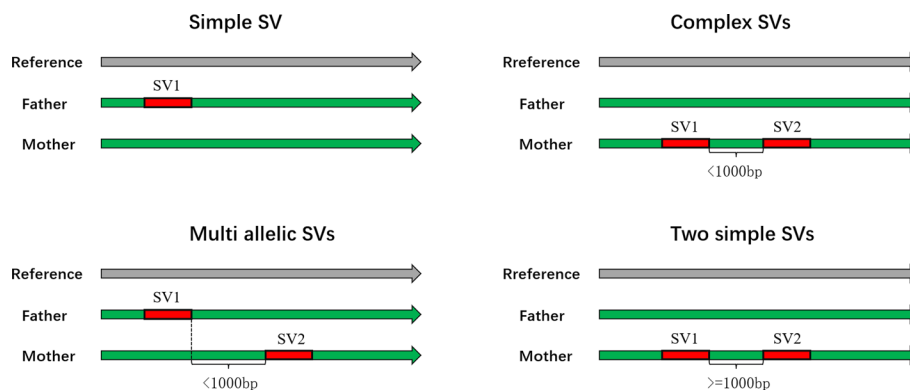 Simple SV
Reference
SV1
Father
Mother
Complex SVs
Rreference
Father
SV1 SV2
Mother
<1000bp
Multi allelic SVs
Reference
SV1
Father
SV2
Mother
<1000bp
Two simple SVs
Rreference
Father
SV1 SV2
Mother
>=1000bp